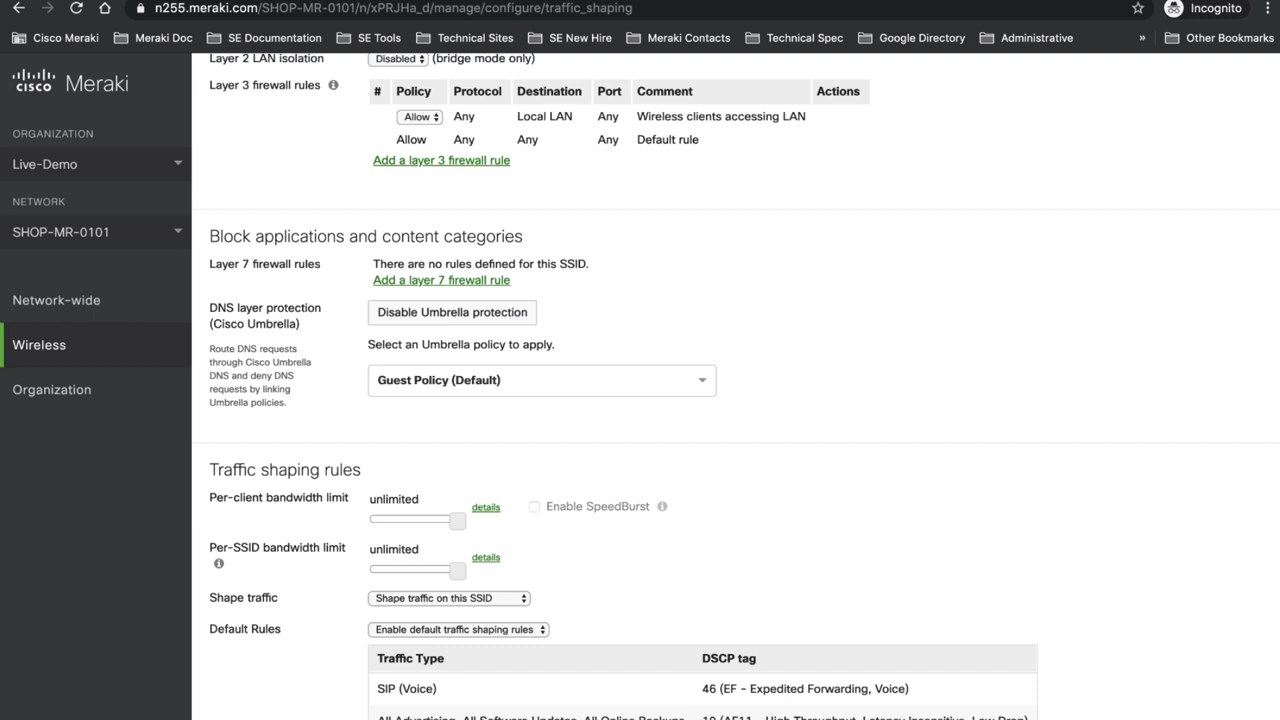 n255.meraki.com/SHOP-MR-0101/n/xPRJHa_d/manage/configure/traffic_shaping
Incognito
Cisco Meraki
Meraki Doc
SE Documentation
SE Tools
Technical Sites
SE New Hire
Meraki Contacts
Technical Spec
Google Directory
Administrative
»
Other Bookmarks
cisco Meraki
ORGANIZATION
Live-Demo
NETWORK
SHOP-MR-0101
Network-wide
Wireless
Organization
Layer 2 LAN isolation Disabled (bridge mode only)
Layer 3 firewall rules
# Policy Protocol Destination Port Comment Actions
Allow Any Local LAN Any Wireless clients accessing LAN
Allow Any Any Any Default rule
Add a layer 3 firewall rule
Block applications and content categories
Layer 7 firewall rules There are no rules defined for this SSID.
Add a layer 7 firewall rule
DNS layer protection
(Cisco Umbrella)
Disable Umbrella protection
Route DNS requests
through Cisco Umbrella
DNS and deny DNS
requests by linking
Umbrella policies.
Select an Umbrella policy to apply.
Guest Policy (Default)
Traffic shaping rules
Per-client bandwidth limit unlimited details Enable SpeedBurst
Per-SSID bandwidth limit unlimited details
Shape traffic Shape traffic on this SSID
Default Rules Enable default traffic shaping rules
Traffic Type DSCP tag
SIP (Voice) 46 (EF - Expedited Forwarding, Voice)
All Advertising, All Software Updates, All Online Backups 10 (AF11 - High Throughput, Latency Insensitive, Low Drop)